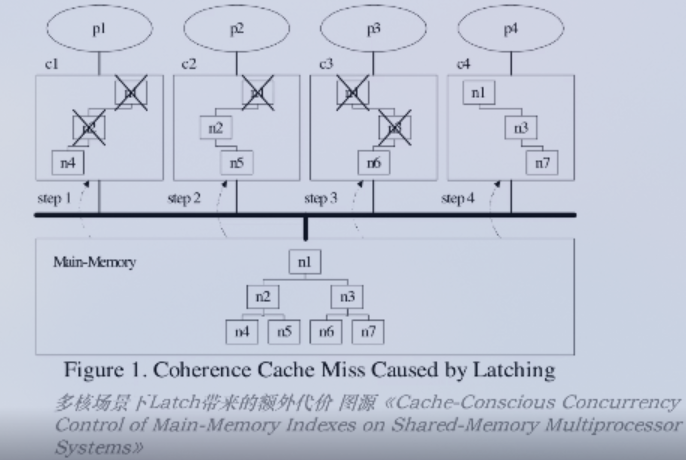 p1 p2 p3 p4
c1 c2 c3 c4
n1 n1 n1 n1
n2 n2 n3 n3
n4 n5 n6 n7
step 1 step 2 step 3 step 4
Main-Memory
n1
n2 n3
n4 n5 n6 n7
Figure 1. Coherence Cache Miss Caused by Latching
多核场景下Latch带来的额外代价 图源《Cache-Conscious Concurrency
Control of Main-Memory Indexes on Shared-Memory Multiprocessor
Systems》